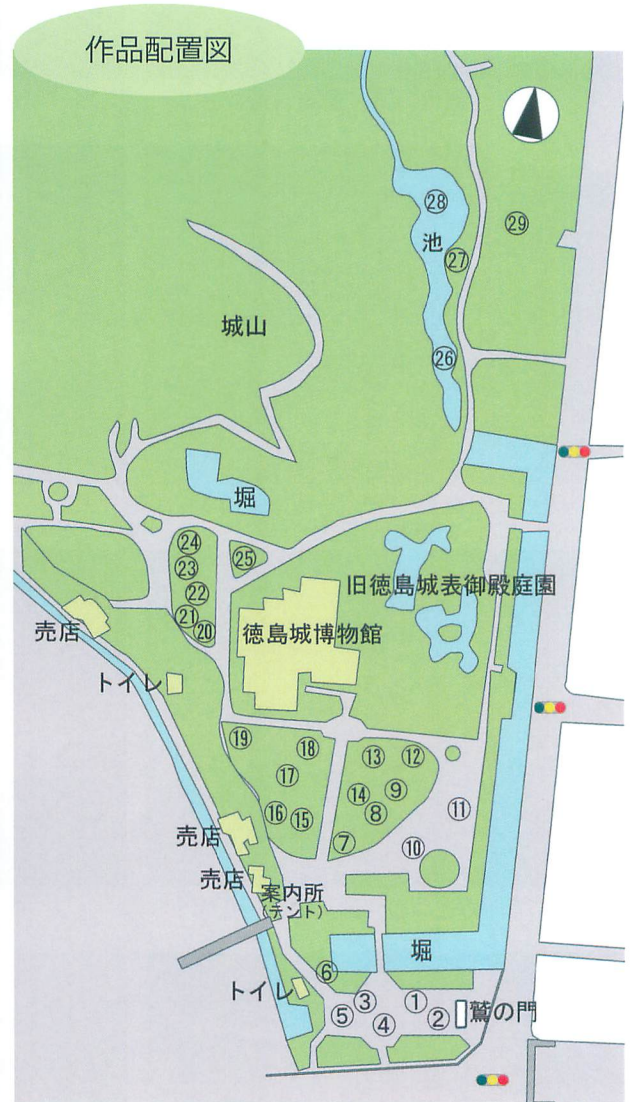 作品配置図
㉘
㉙
池
㉗
城山
㉖
堀
㉔
㉕
㉓
旧徳島城表御殿庭園
㉒
㉑
⑳
売店
徳島城博物館
トイレ
⑲
⑱
⑬
⑫
⑰
⑭
⑨
⑪
⑯
⑮
⑧
売店
⑦
⑩
売店
案内所
(テント)
堀
⑥
トイレ
③
①
⑤
④
②
鷲の門